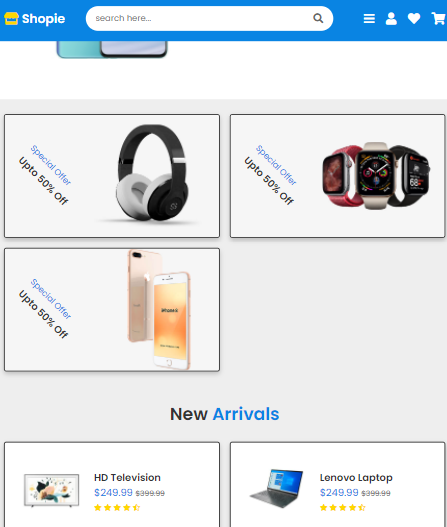 Shopie
search here...
Special Offer
Upto 50% Off
Special Offer
Upto 50% Off
Special Offer
Upto 50% Off
New Arrivals
HD Television
$249.99 $399.99
Lenovo Laptop
$249.99 $399.99